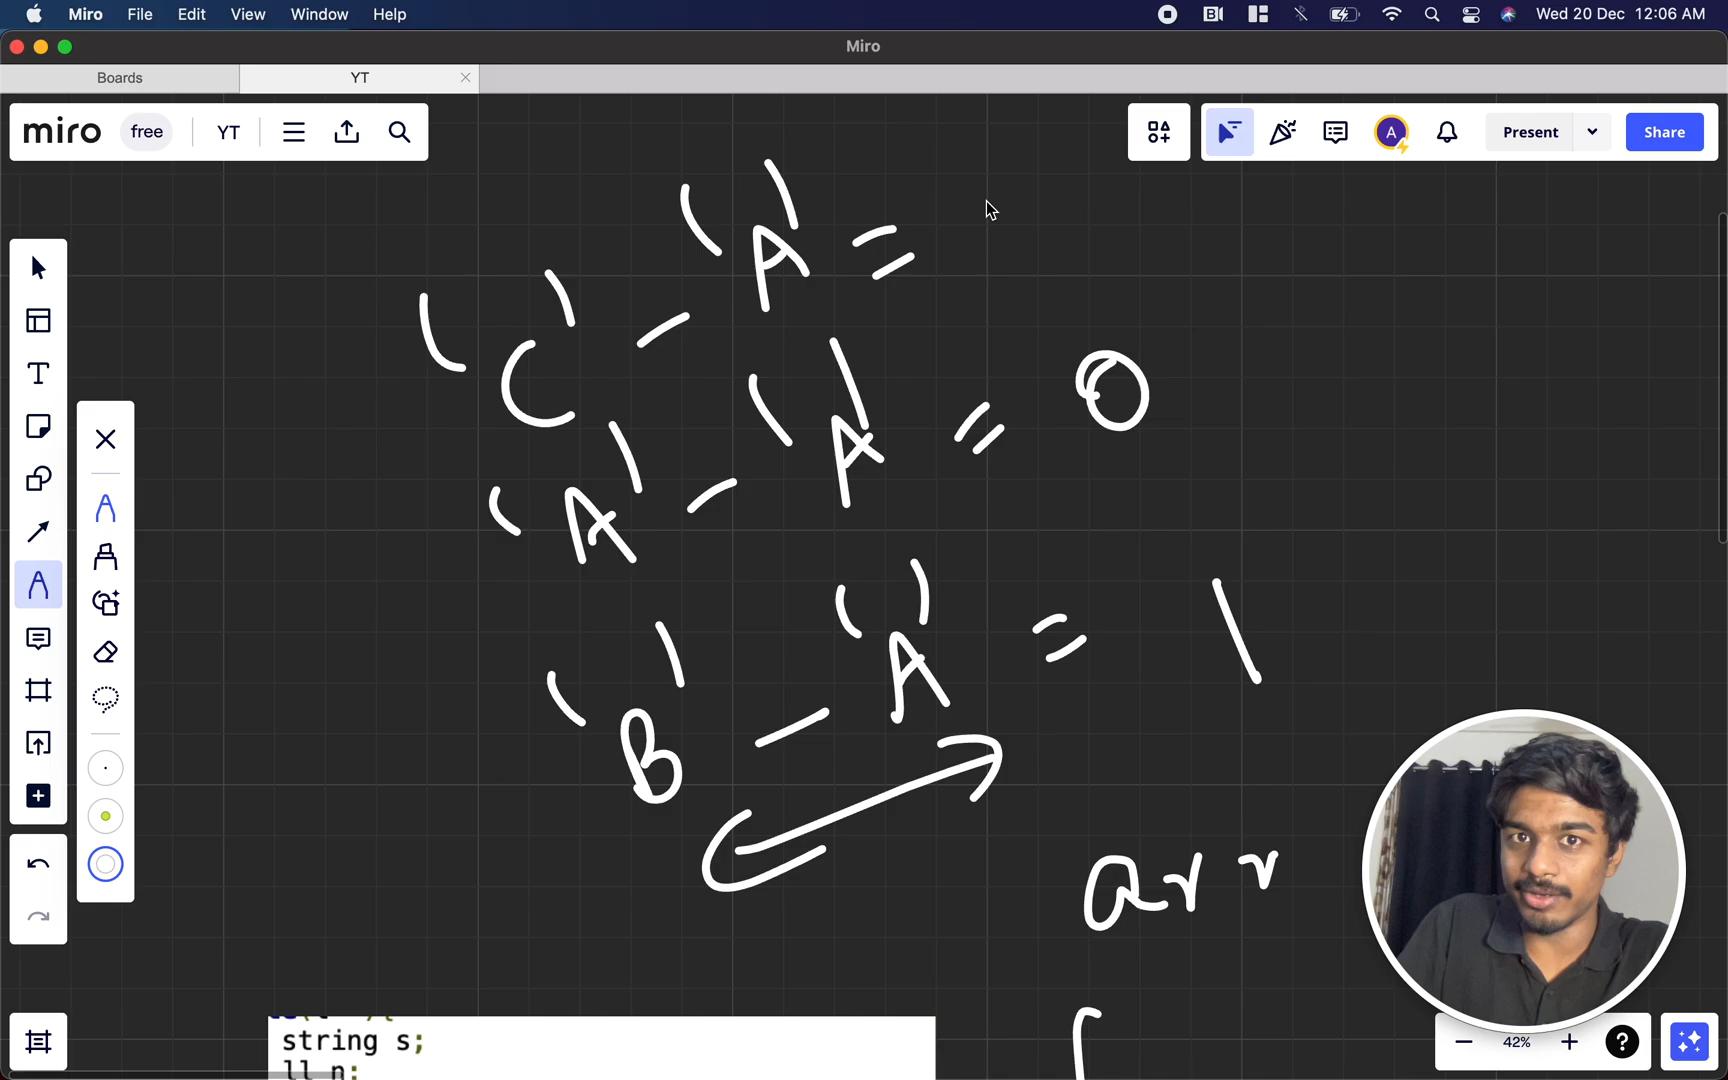 Miro File Edit View Window Help Wed 20 Dec 12:06 AM
Miro
Boards YT
miro free YT Present Share
A
'C' - 'A' =
'A' - 'A' = 0
'B' - 'A' = 1
arr
string s;
ll n;
42%